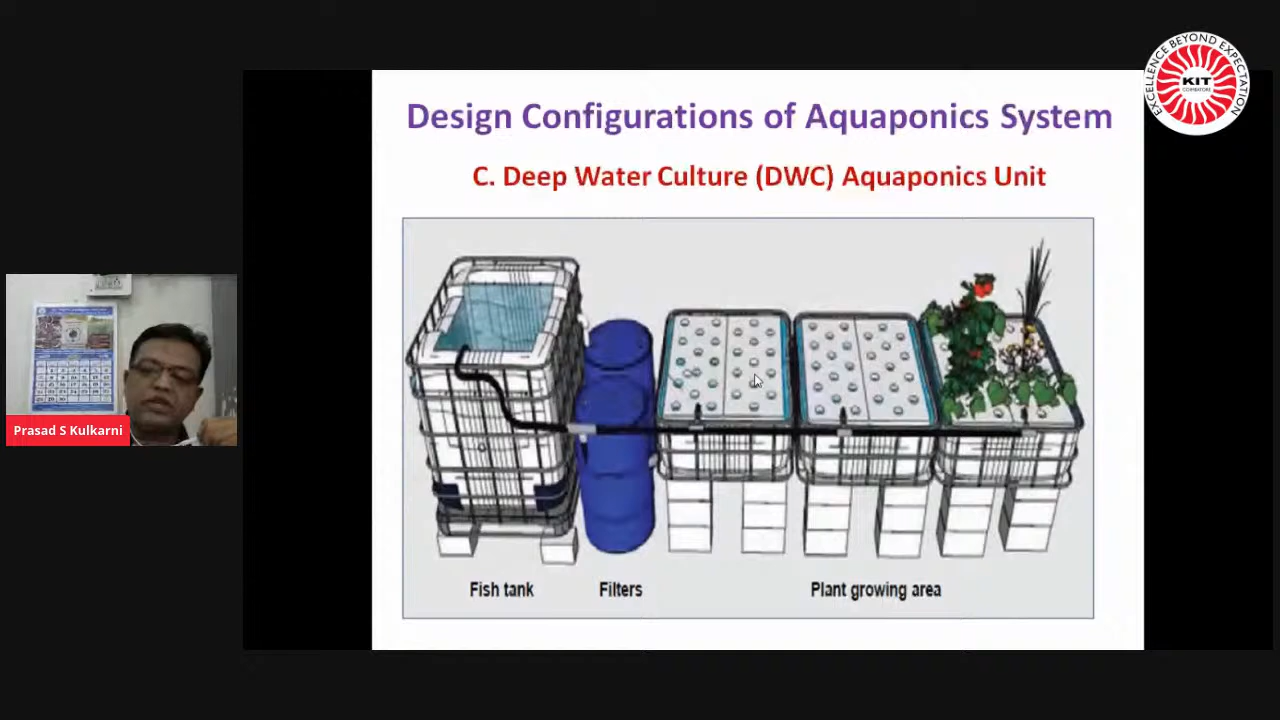 EXCELLENCE BEYOND EXPECTATION
KIT
COIMBATORE
Design Configurations of Aquaponics System
C. Deep Water Culture (DWC) Aquaponics Unit
Prasad S Kulkarni
Fish tank
Filters
Plant growing area